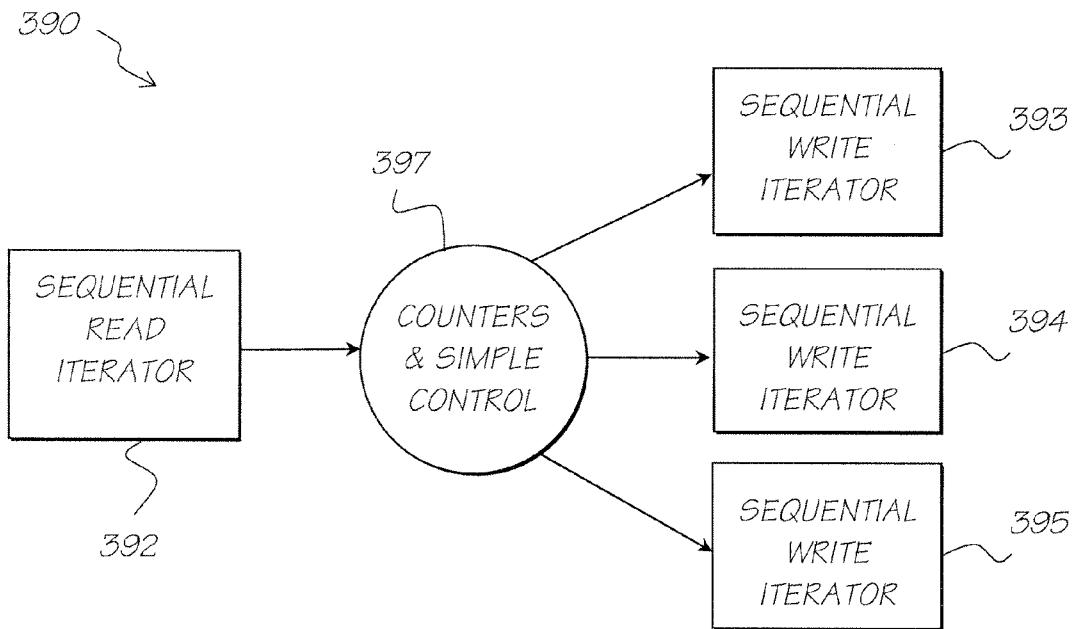 390
SEQUENTIAL
WRITE
ITERATOR
393
397
SEQUENTIAL
READ
ITERATOR
392
COUNTERS
& SIMPLE
CONTROL
SEQUENTIAL
WRITE
ITERATOR
394
SEQUENTIAL
WRITE
ITERATOR
395